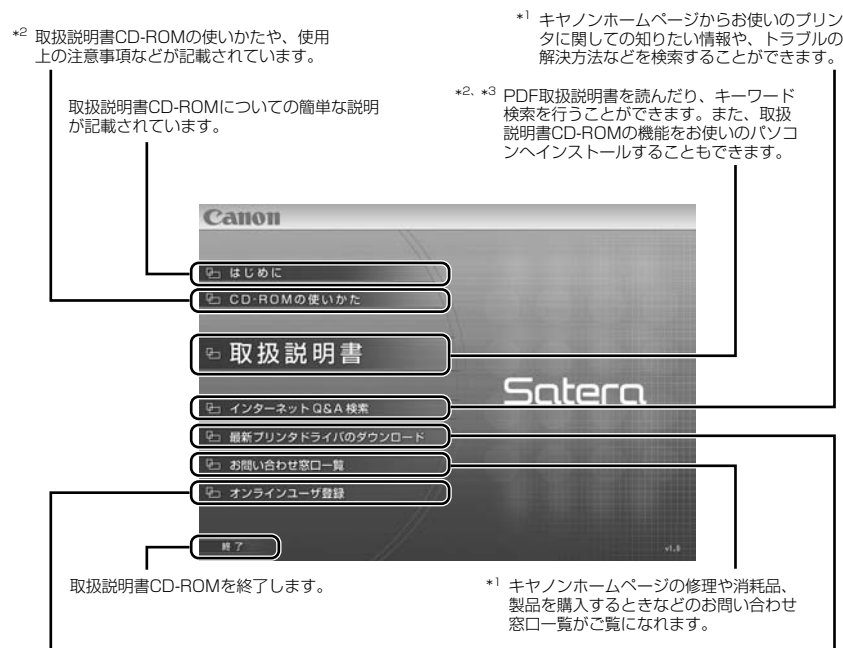 *2 取扱説明書CD-ROMの使いかたや、使用
上の注意事項などが記載されています。
*1 キヤノンホームページからお使いのプリン
タに関しての知りたい情報や、トラブルの
解決方法などを検索することができます。
取扱説明書CD-ROMについての簡単な説明
が記載されています。
*2、*3 PDF取扱説明書を読んだり、キーワード
検索を行うことができます。また、取扱
説明書CD-ROMの機能をお使いのパソコ
ンへインストールすることもできます。
Canon
はじめに
CD-ROMの使いかた
取扱説明書
Satera
インターネットQ&A検索
最新プリンタドライバのダウンロード
お問い合わせ窓口一覧
オンラインユーザ登録
終了
v1.0
取扱説明書CD-ROMを終了します。
*1 キヤノンホームページの修理や消耗品、
製品を購入するときなどのお問い合わせ
窓口一覧がご覧になれます。